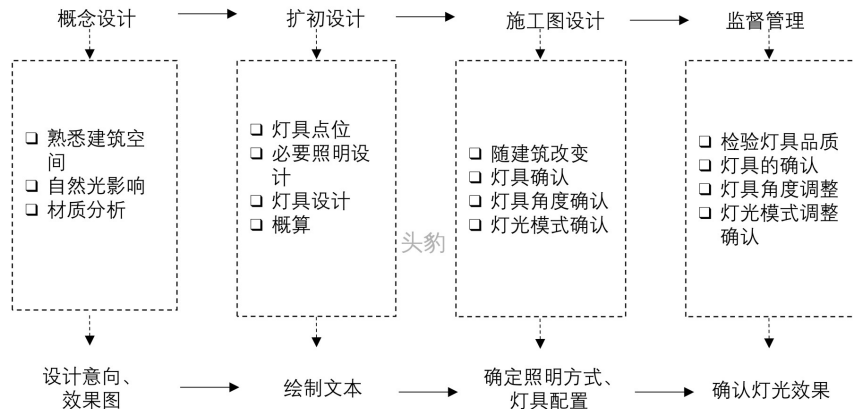 概念设计
扩初设计
施工图设计
监督管理
❑ 熟悉建筑空
间
❑ 自然光影响
❑ 材质分析
❑ 灯具点位
❑ 必要照明设
计
❑ 灯具设计
❑ 概算
❑ 随建筑改变
❑ 灯具确认
❑ 灯具角度确认
❑ 灯光模式确认
❑ 检验灯具品质
❑ 灯具的确认
❑ 灯具角度调整
❑ 灯光模式调整
确认
头豹
设计意向、
效果图
绘制文本
确定照明方式、
灯具配置
确认灯光效果